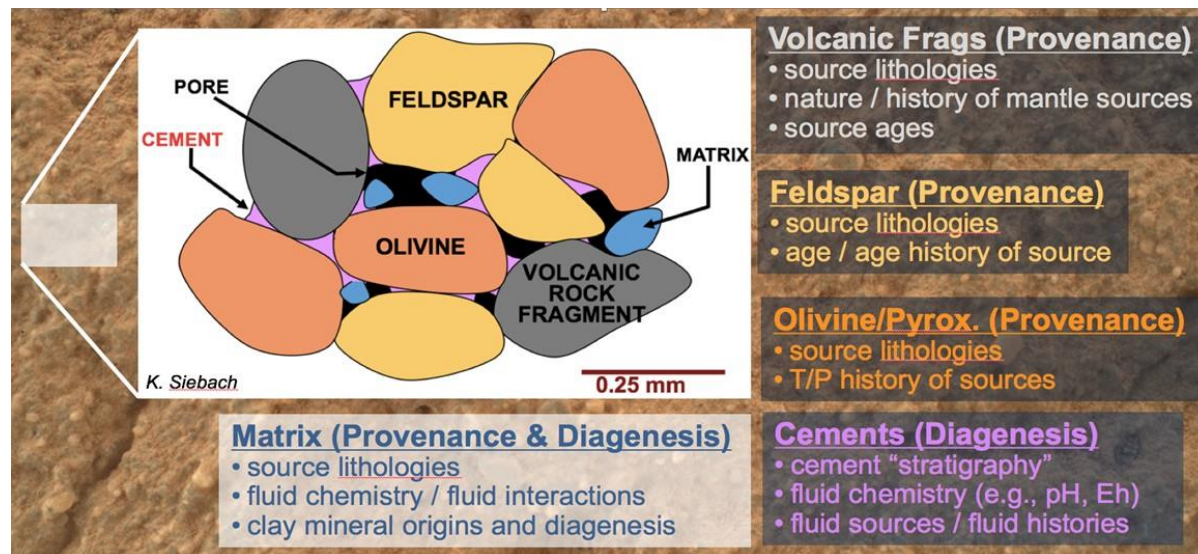 PORE
CEMENT
FELDSPAR
MATRIX
OLIVINE
VOLCANIC
ROCK
FRAGMENT
K. Siebach
0.25 mm
Volcanic Frags (Provenance)
• source lithologies
• nature / history of mantle sources
• source ages
Feldspar (Provenance)
• source lithologies
• age / age history of source
Olivine/Pyrox. (Provenance)
• source lithologies
• T/P history of sources
Matrix (Provenance & Diagenesis)
• source lithologies
• fluid chemistry / fluid interactions
• clay mineral origins and diagenesis
Cements (Diagenesis)
• cement “stratigraphy”
• fluid chemistry (e.g., pH, Eh)
• fluid sources / fluid histories